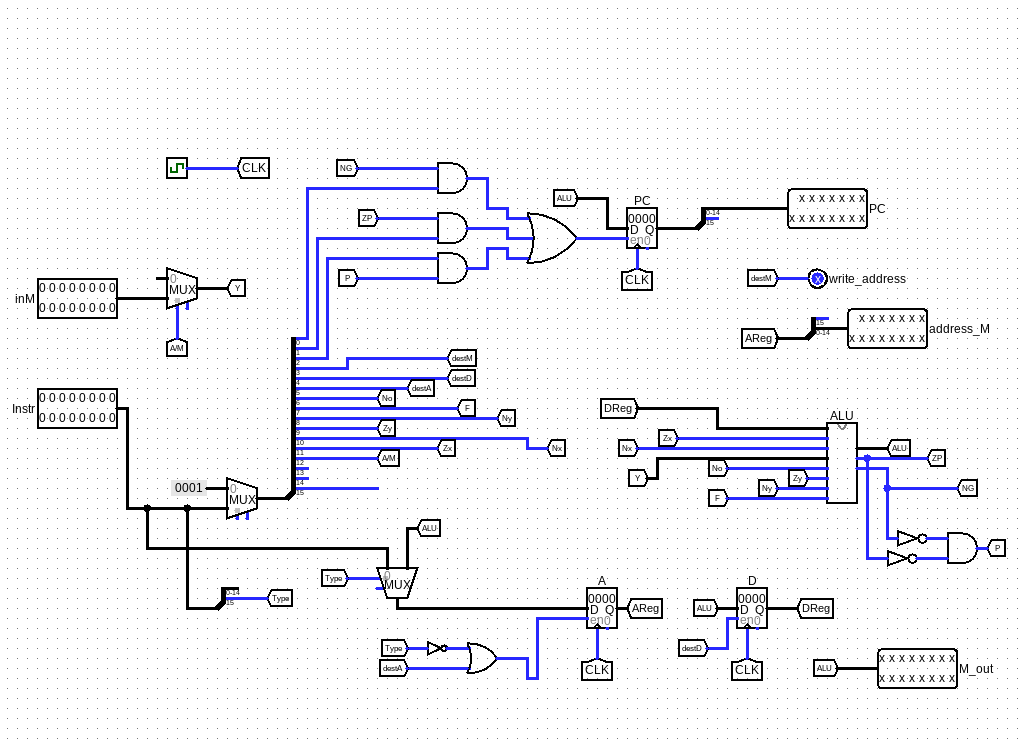 NG
CLK
ALU
PC
0000
D Q
en0
0-14
15
x x x x x x x
x x x x x x x x
PC
ZP
P
CLK
destM
x
write_address
inM
0 0 0 0 0 0 0 0
0 0 0 0 0 0 0 0
0
MUX
Y
A/M
AReg
15
0-14
x x x x x x x
x x x x x x x x
address_M
0
1
2
3
4
5
6
7
8
9
10
11
12
13
14
15
destM
destD
destA
No
F
Ny
Zy
Nx
Zx
A/M
Instr
0 0 0 0 0 0 0 0
0 0 0 0 0 0 0 0
0001
0
MUX
DReg
ALU
Zx
Nx
Y
No
Zy
Ny
F
ALU
ZP
NG
P
ALU
Type
0
MUX
0-14
15
Type
A
0000
D Q
en0
AReg
CLK
Type
destA
D
ALU
0000
D Q
en0
DReg
destD
CLK
ALU
x x x x x x x x
x x x x x x x x
M_out